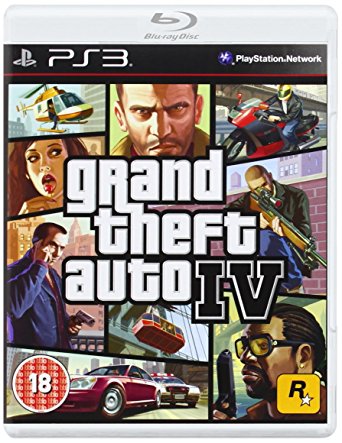 Blu-ray Disc
PS3
PlayStation®Network
grand
theft
auto IV
18
R★